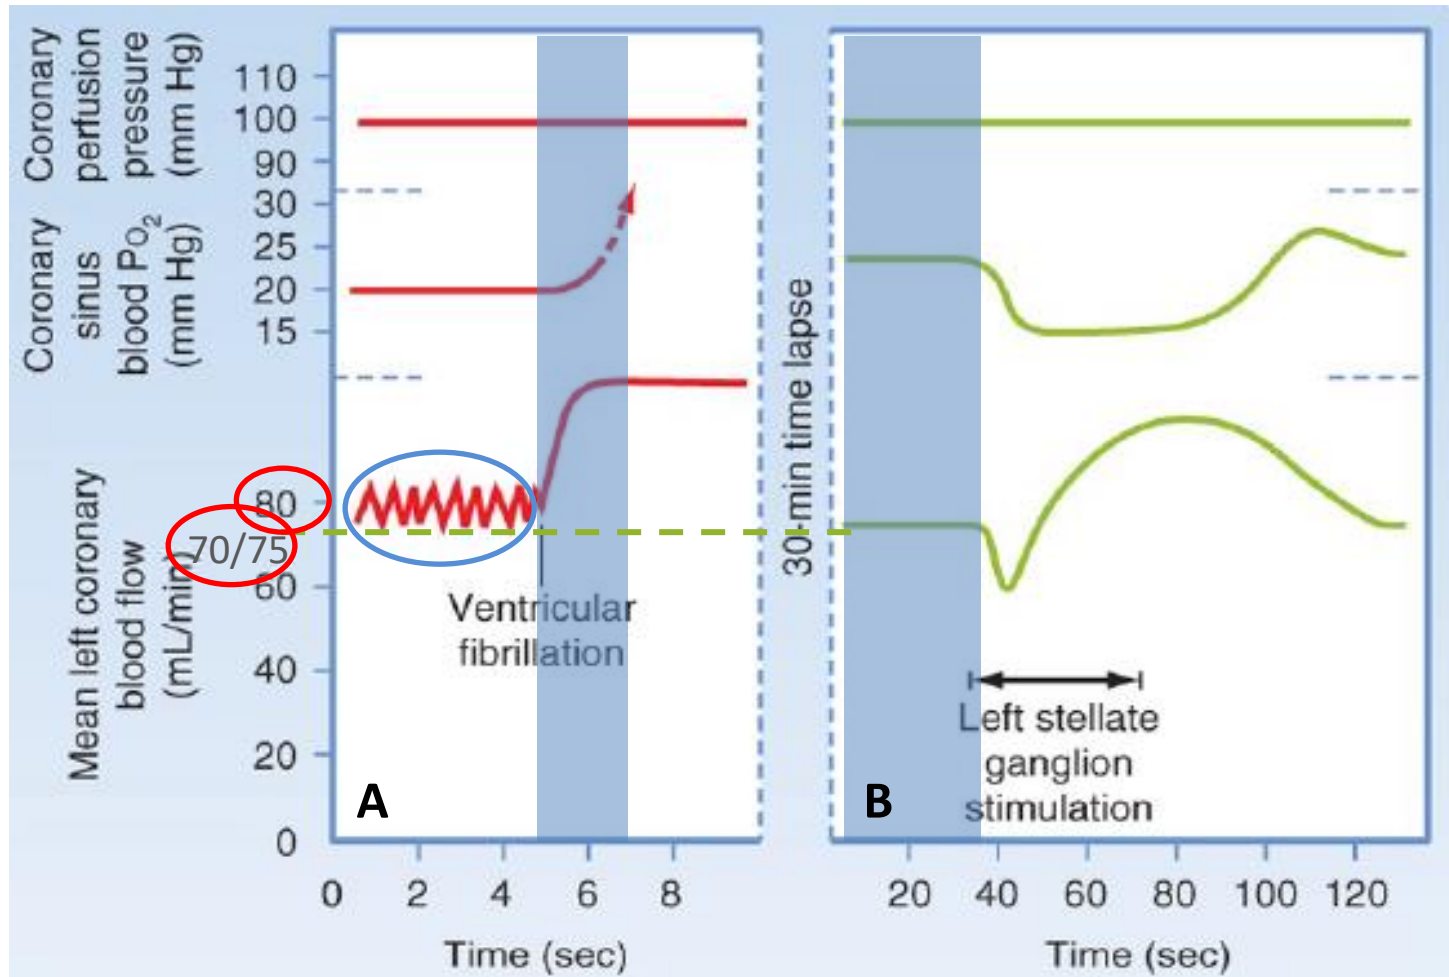 Coronary
perfusion
pressure
(mm Hg)
110
100
90
Coronary
sinus
blood PO2
(mm Hg)
30
25
20
15
Mean left coronary
blood flow
(mL/min)
80
70/75
60
40
20
0
Ventricular
fibrillation
A
0 2 4 6 8
Time (sec)
30-min time lapse
Left stellate
ganglion
stimulation
B
20 40 60 80 100 120
Time (sec)